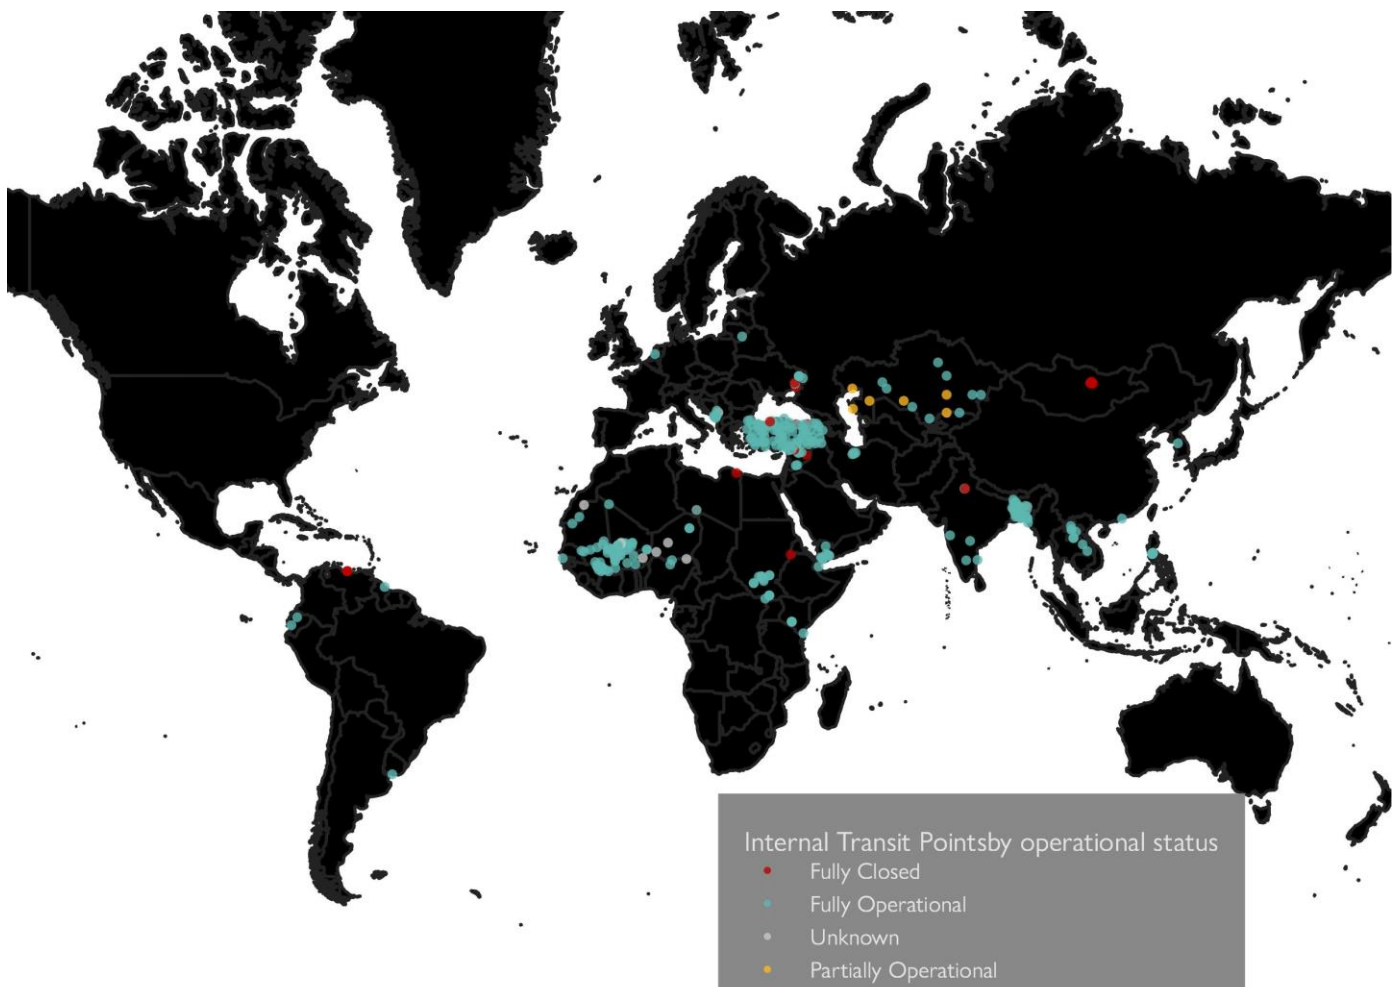 Internal Transit Pointsby operational status
Fully Closed
Fully Operational
Unknown
Partially Operational